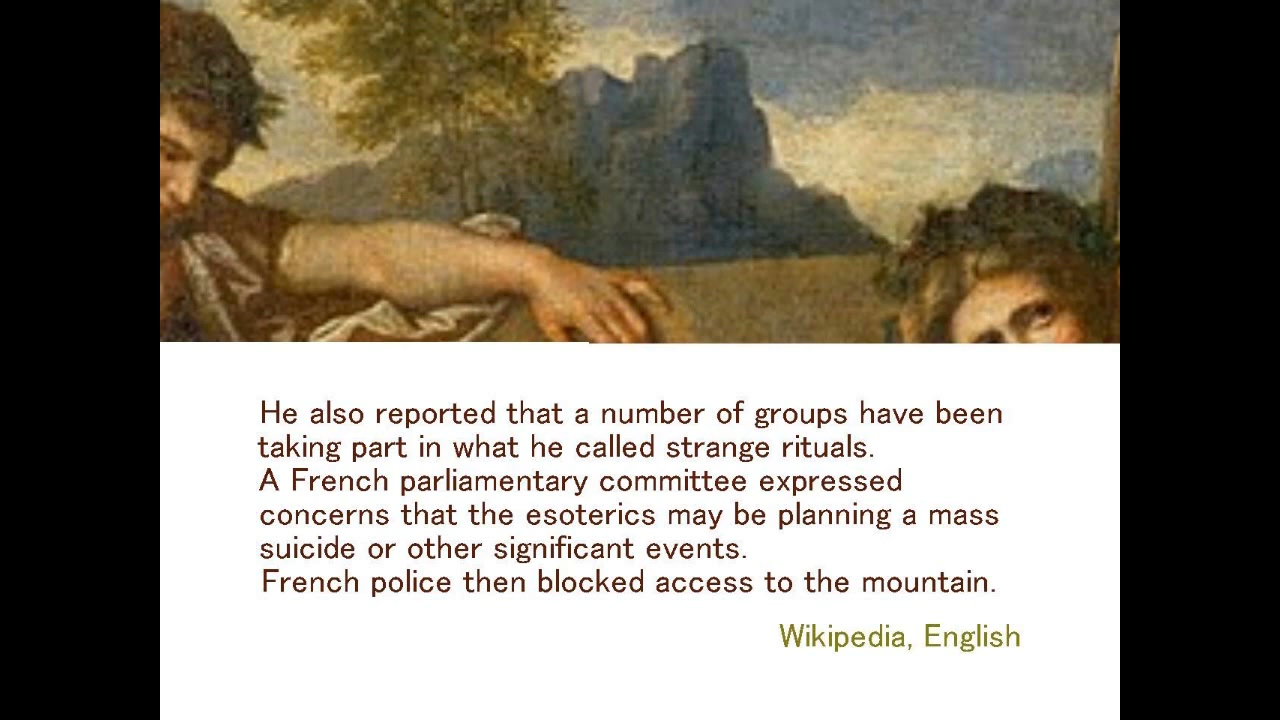 He also reported that a number of groups have been
taking part in what he called strange rituals.
A French parliamentary committee expressed
concerns that the esoterics may be planning a mass
suicide or other significant events.
French police then blocked access to the mountain.
Wikipedia, English